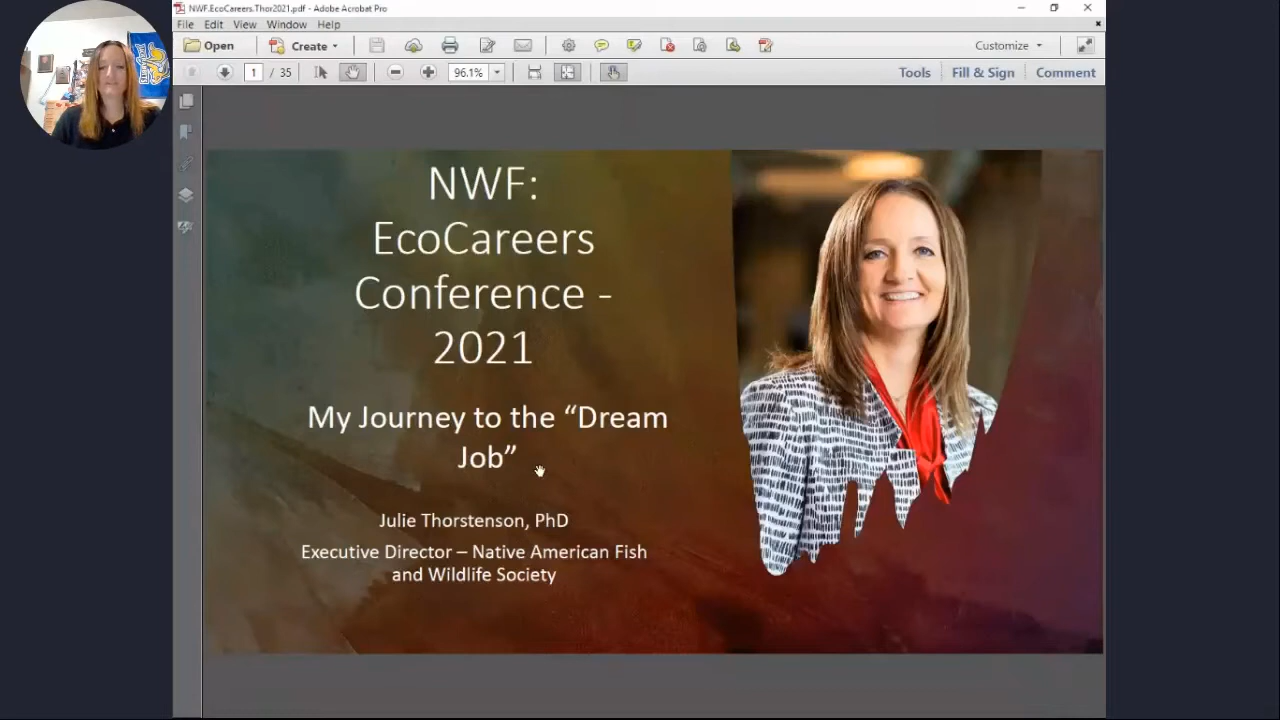 NWF.EcoCareers.Thor2021.pdf - Adobe Acrobat Pro
File Edit View Window Help
Open Create Customize
1 / 35 96.1% Tools Fill & Sign Comment
NWF:
EcoCareers
Conference -
2021
My Journey to the “Dream
Job”
Julie Thorstenson, PhD
Executive Director – Native American Fish
and Wildlife Society